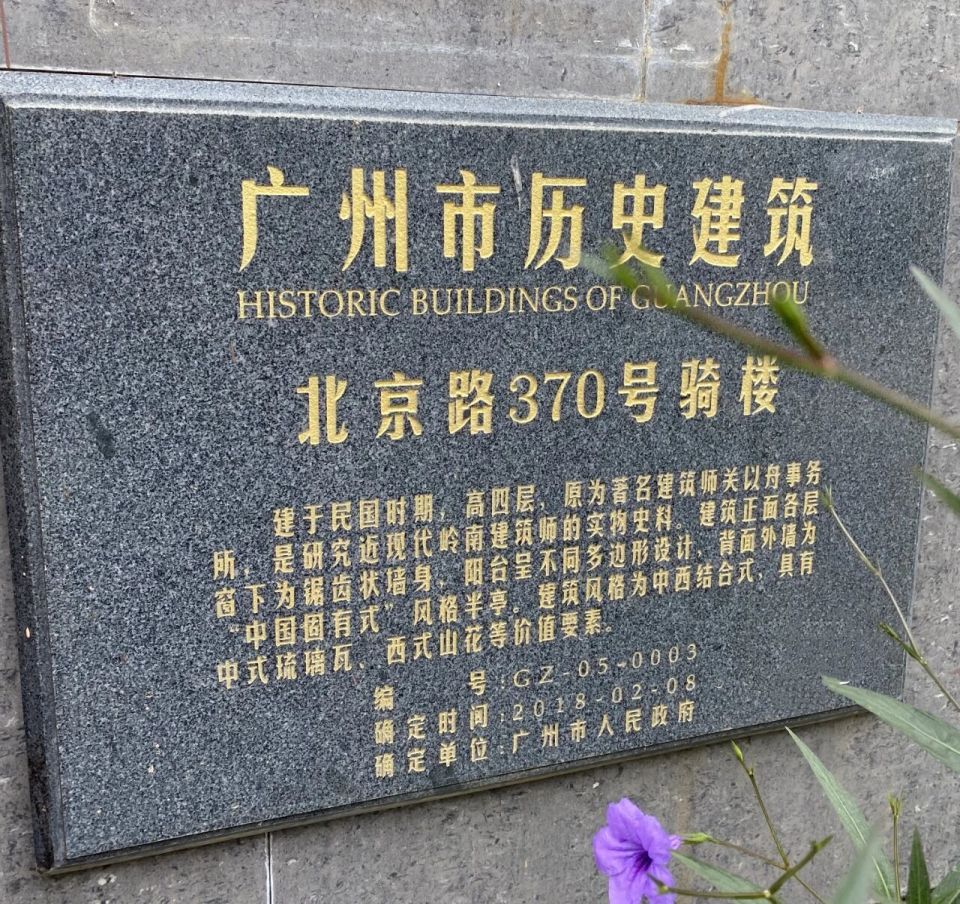 广州市历史建筑
HISTORIC BUILDINGS OF GUANGZHOU
北京路370号骑楼
建于民国时期，高四层，原为著名建筑师关以舟事务
所，是研究近现代岭南建筑师的实物史料。建筑正面各层
窗下为锯齿状墙身，阳台呈不同多边形设计，背面外墙为
“中国固有式”风格半亭。建筑风格为中西结合式，具有
中式琉璃瓦、西式山花等价值要素。
编 号:GZ-05-0003
确定时间:2018-02-08
确定单位:广州市人民政府